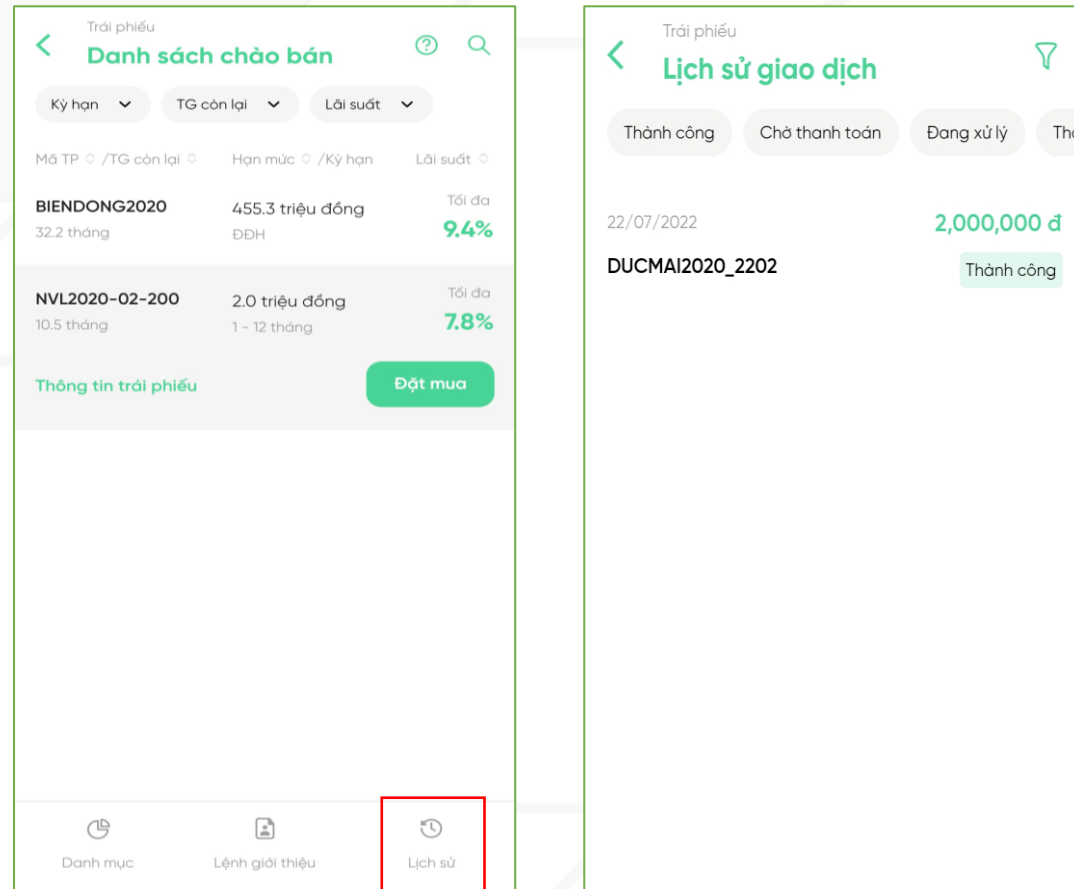 Trái phiếu
Danh sách chào bán
Kỳ hạn TG còn lại Lãi suất
Mã TP /TG còn lại Hạn mức /Kỳ hạn Lãi suất
BIENDONG2020 455.3 triệu đồng Tối đa
32.2 tháng ĐĐH 9.4%
NVL2020-02-200 2.0 triệu đồng Tối đa
10.5 tháng 1 - 12 tháng 7.8%
Thông tin trái phiếu Đặt mua
Danh mục Lệnh giới thiệu Lịch sử
Trái phiếu
Lịch sử giao dịch
Thành công Chờ thanh toán Đang xử lý
22/07/2022 2,000,000 đ
DUCMAI2020_2202 Thành công